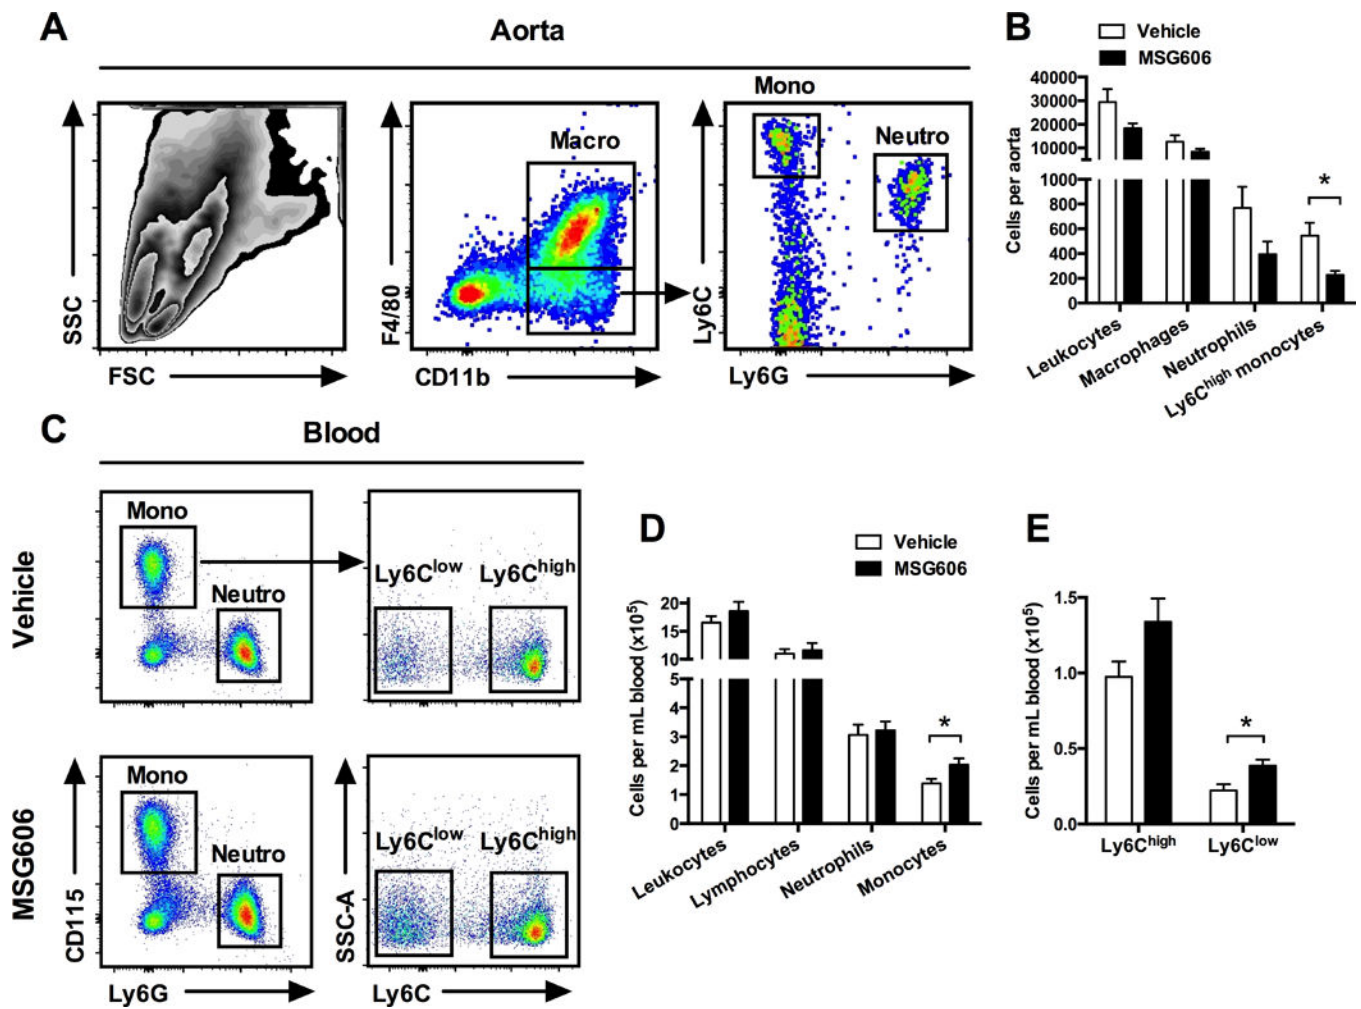 A
Aorta
SSC
FSC
Macro
F4/80
CD11b
Mono
Neutro
Ly6C
Ly6G
B
Vehicle
MSG606
Cells per aorta
40000
30000
20000
10000
1000
800
600
400
200
0
*
Leukocytes
Macrophages
Neutrophils
Ly6Chigh monocytes
C
Blood
Vehicle
Mono
Neutro
Ly6Clow
Ly6Chigh
MSG606
Mono
Neutro
CD115
Ly6G
Ly6Clow
Ly6Chigh
SSC-A
Ly6C
D
Vehicle
MSG606
Cells per mL blood (x105)
20
15
10
5
4
3
2
1
0
*
Leukocytes
Lymphocytes
Neutrophils
Monocytes
E
Cells per mL blood (x105)
1.5
1.0
0.5
0.0
*
Ly6Chigh
Ly6Clow